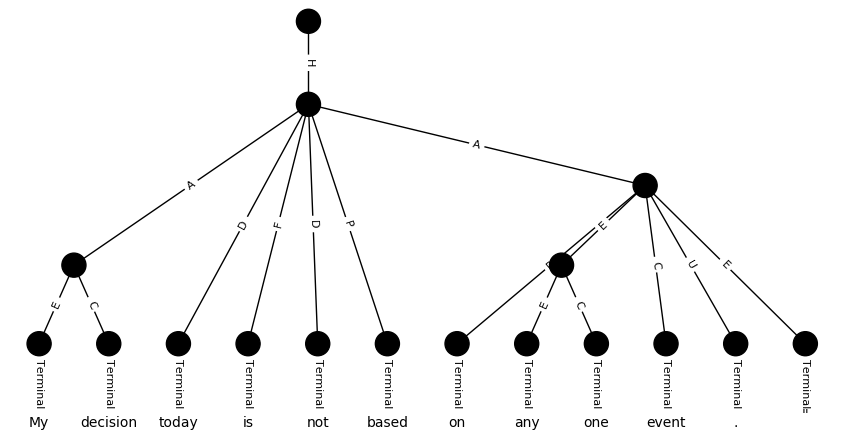 H
A
A
D
F
D
P
E
E
C
E
C
C
U
E
Terminal Terminal Terminal Terminal Terminal Terminal Terminal Terminal Terminal Terminal Terminal Terminal
My decision today is not based on any one event .